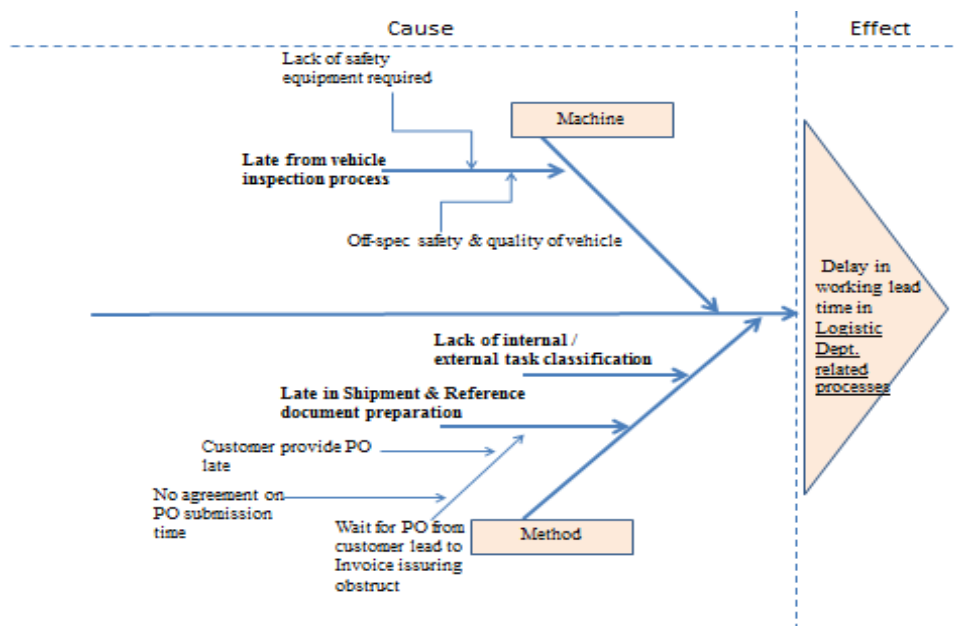 Cause
Effect
Lack of safety
equipment required
Machine
Late from vehicle
inspection process
Off-spec safety & quality of vehicle
Delay in
working lead
time in
Logistic
Dept.
related
processes
Lack of internal /
external task classification
Late in Shipment & Reference
document preparation
Customer provide PO
late
No agreement on
PO submission
time
Wait for PO from
customer lead to
Invoice issuring
obstruct
Method